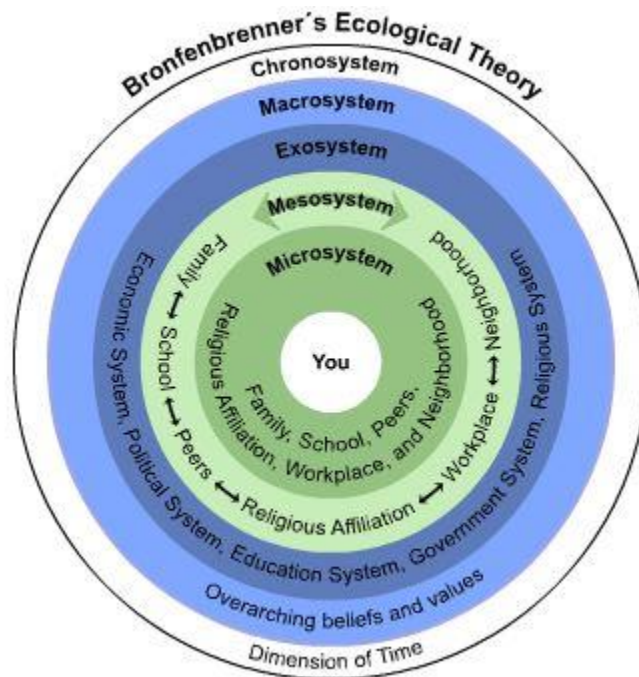 Bronfenbrenner´s Ecological Theory
Chronosystem
Macrosystem
Exosystem
Mesosystem
Microsystem
You
Family, School, Peers,
Religious Affiliation, Workplace, and Neighborhood
Family ↔ School ↔ Peers ↔ Religious Affiliation ↔ Workplace ↔ Neighborhood
Economic System, Political System, Education System, Government System, Religious System
Overarching beliefs and values
Dimension of Time